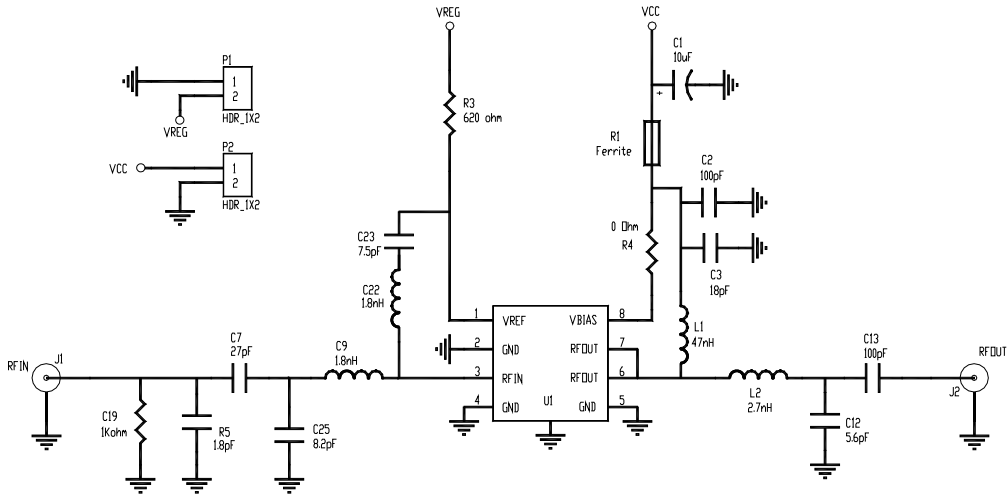 VREG
VCC
P1
1
2
HDR_1X2
VREG
P2
VCC
1
2
HDR_1X2
R3
620 ohm
C1
10uF
+
R1
Ferrite
C2
100pF
0 Ohm
R4
C3
18pF
C23
7.5pF
C22
1.8nH
1
VREF
VBIAS
8
2
GND
RFOUT
7
3
RFIN
RFOUT
6
4
GND
U1
GND
5
L1
47nH
RFIN
J1
C7
27pF
C9
1.8nH
C19
1Kohm
R5
1.8pF
C25
8.2pF
L2
2.7nH
C13
100pF
C12
5.6pF
RFOUT
J2